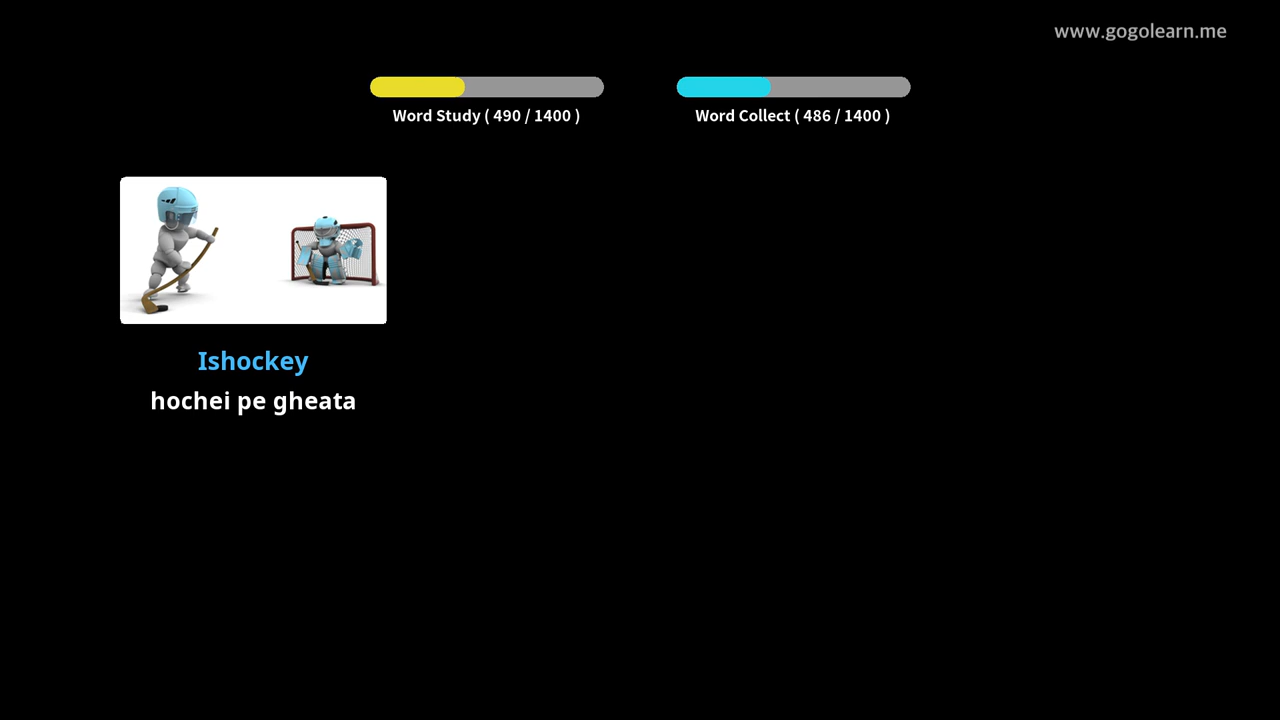 www.gogolearn.me
Word Study ( 490 / 1400 )
Word Collect ( 486 / 1400 )
Ishockey
hochei pe gheata